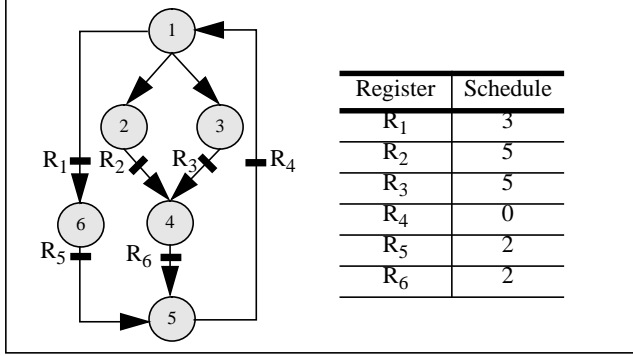 1
2
3
R1
R2
R3
R4
6
4
R5
R6
5
Register Schedule
R1 3
R2 5
R3 5
R4 0
R5 2
R6 2